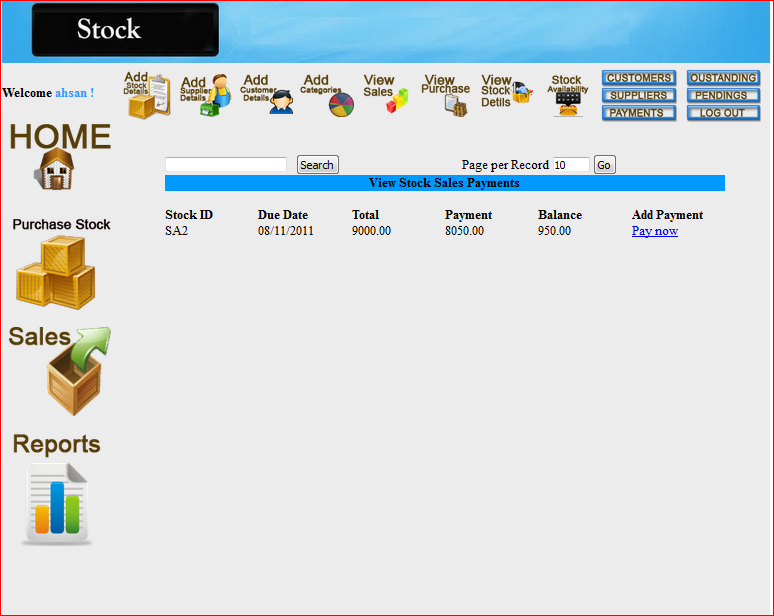 Stock
Welcome ahsan !
Add Stock Details
Add Supplier Details
Add Customer Details
Add Categories
View Sales
View Purchase
View Stock Detils
Stock Availability
CUSTOMERS
OUSTANDING
SUPPLIERS
PENDINGS
PAYMENTS
LOG OUT
HOME
Purchase Stock
Sales
Reports
Search
Page per Record 10 Go
View Stock Sales Payments
Stock ID Due Date Total Payment Balance Add Payment
SA2 08/11/2011 9000.00 8050.00 950.00 Pay now